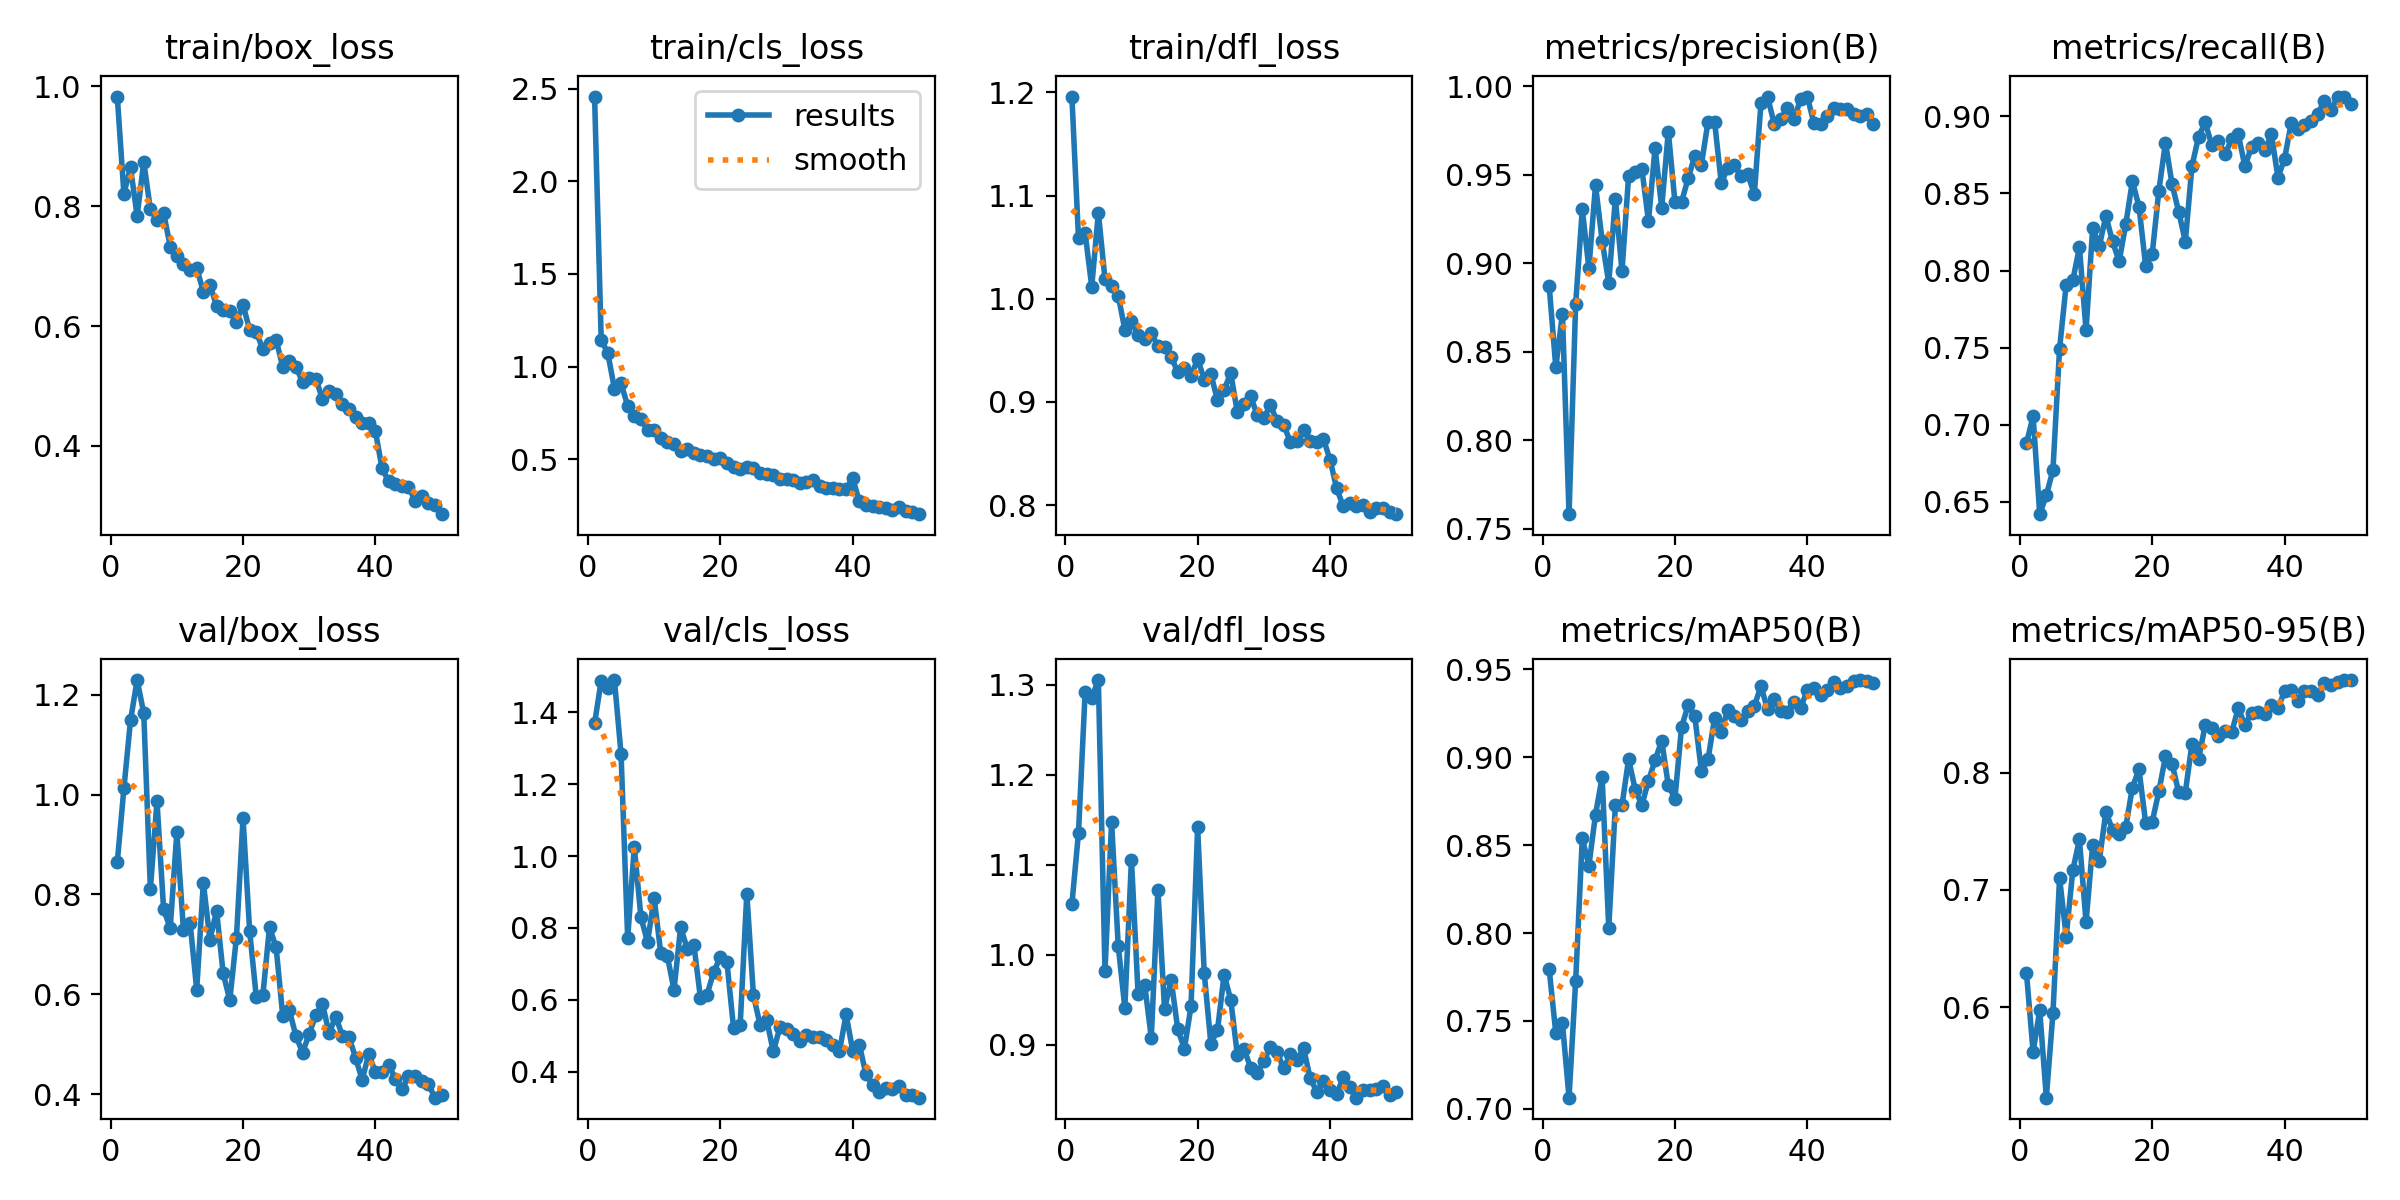 train/box_loss
1.0
0.8
0.6
0.4
0 20 40
train/cls_loss
2.5
2.0
1.5
1.0
0.5
results
smooth
0 20 40
train/dfl_loss
1.2
1.1
1.0
0.9
0.8
0 20 40
metrics/precision(B)
1.00
0.95
0.90
0.85
0.80
0.75
0 20 40
metrics/recall(B)
0.90
0.85
0.80
0.75
0.70
0.65
0 20 40
val/box_loss
1.2
1.0
0.8
0.6
0.4
0 20 40
val/cls_loss
1.4
1.2
1.0
0.8
0.6
0.4
0 20 40
val/dfl_loss
1.3
1.2
1.1
1.0
0.9
0 20 40
metrics/mAP50(B)
0.95
0.90
0.85
0.80
0.75
0.70
0 20 40
metrics/mAP50-95(B)
0.8
0.7
0.6
0 20 40